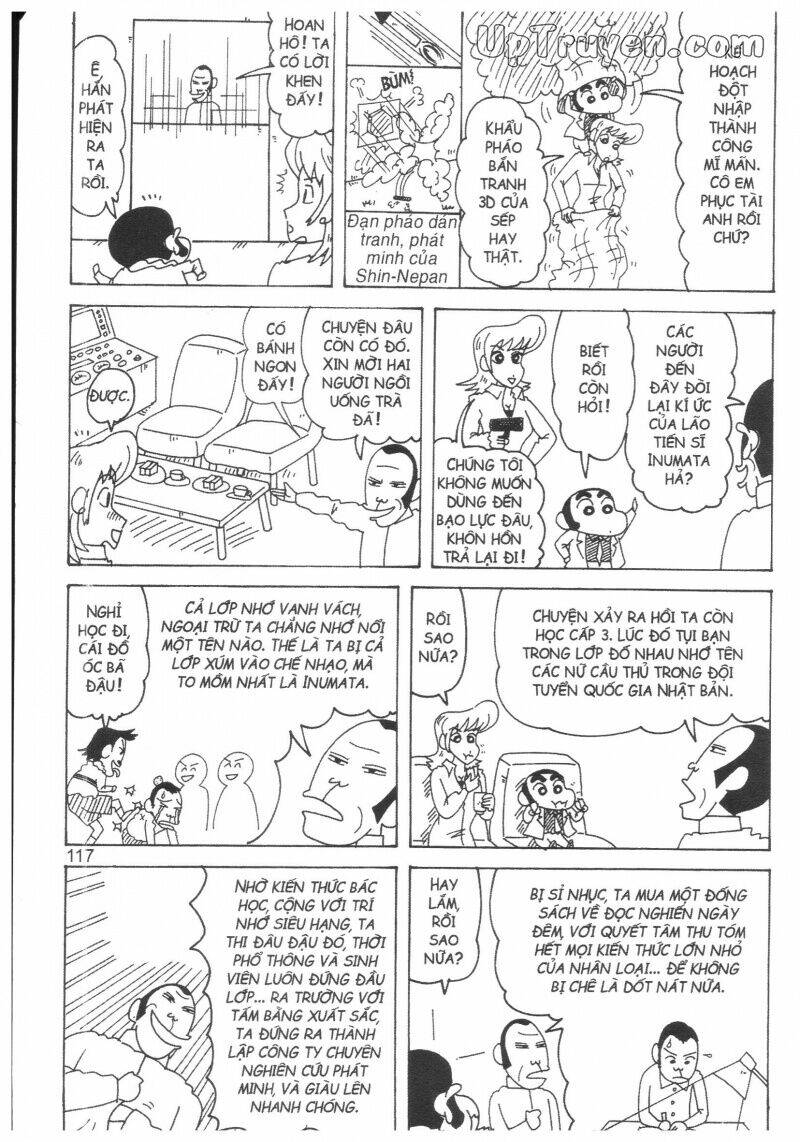 UpTruyen.com
KẾ
HOẠCH
ĐỘT
NHẬP
THÀNH
CÔNG
MĨ MÃN.
CÔ EM
PHỤC TÀI
ANH RỒI
CHỨ?
KHẨU
PHÁO
BẮN
TRANH
3D CỦA
SẾP
HAY
THẬT.
BÙM!
Đạn pháo dán
tranh, phát
minh của
Shin-Nepan
HOAN
HÔ! TA
CÓ LỜI
KHEN
ĐẤY!
Ê
HẮN
PHÁT
HIỆN
RA
TA
RỒI.
CÁC
NGƯỜI
ĐẾN
ĐÂY ĐÒI
LẠI KÍ ỨC
CỦA LÃO
TIẾN SĨ
INUMATA
HẢ?
BIẾT
RỒI
CÒN
HỎI!
CHÚNG TÔI
KHÔNG MUỐN
DÙNG ĐẾN
BẠO LỰC ĐÂU,
KHÔN HỒN
TRẢ LẠI ĐI!
CHUYỆN ĐÂU
CÒN CÓ ĐÓ.
XIN MỜI HAI
NGƯỜI NGỒI
UỐNG TRÀ
ĐÃ!
CÓ
BÁNH
NGON
ĐẤY!
ĐƯỢC.
CHUYỆN XẢY RA HỒI TA CÒN
HỌC CẤP 3. LÚC ĐÓ TỤI BẠN
TRONG LỚP ĐỐ NHAU NHỚ TÊN
CÁC NỮ CẦU THỦ TRONG ĐỘI
TUYỂN QUỐC GIA NHẬT BẢN.
RỒI
SAO
NỮA?
CẢ LỚP NHỚ VANH VÁCH,
NGOẠI TRỪ TA CHẲNG NHỚ NỔI
MỘT TÊN NÀO. THẾ LÀ TA BỊ CẢ
LỚP XÚM VÀO CHẾ NHẠO, MÀ
TO MỒM NHẤT LÀ INUMATA.
NGHỈ
HỌC ĐI,
CÁI ĐỒ
ÓC BÃ
ĐẬU!
117
BỊ SỈ NHỤC, TA MUA MỘT ĐỐNG
SÁCH VỀ ĐỌC NGHIẾN NGÀY
ĐÊM, VỚI QUYẾT TÂM THU TÓM
HẾT MỌI KIẾN THỨC LỚN NHỎ
CỦA NHÂN LOẠI... ĐỂ KHÔNG
BỊ CHÊ LÀ DỐT NÁT NỮA.
HAY
LẮM,
RỒI
SAO
NỮA?
NHỜ KIẾN THỨC BÁC
HỌC, CỘNG VỚI TRÍ
NHỚ SIÊU HẠNG, TA
THI ĐÂU ĐẬU ĐÓ, THỜI
PHỔ THÔNG VÀ SINH
VIÊN LUÔN ĐỨNG ĐẦU
LỚP... RA TRƯỜNG VỚI
TẤM BẰNG XUẤT SẮC,
TA ĐỨNG RA THÀNH
LẬP CÔNG TY CHUYÊN
NGHIÊN CỨU PHÁT
MINH, VÀ GIÀU LÊN
NHANH CHÓNG.